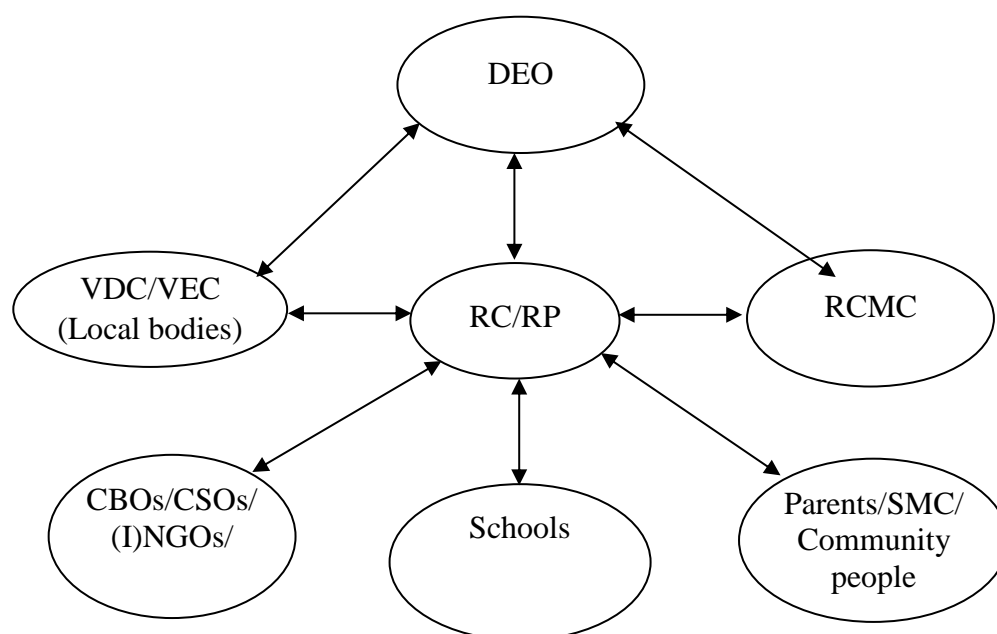 DEO
VDC/VEC
(Local bodies)
RC/RP
RCMC
CBOs/CSOs/
(I)NGOs/
Schools
Parents/SMC/
Community
people